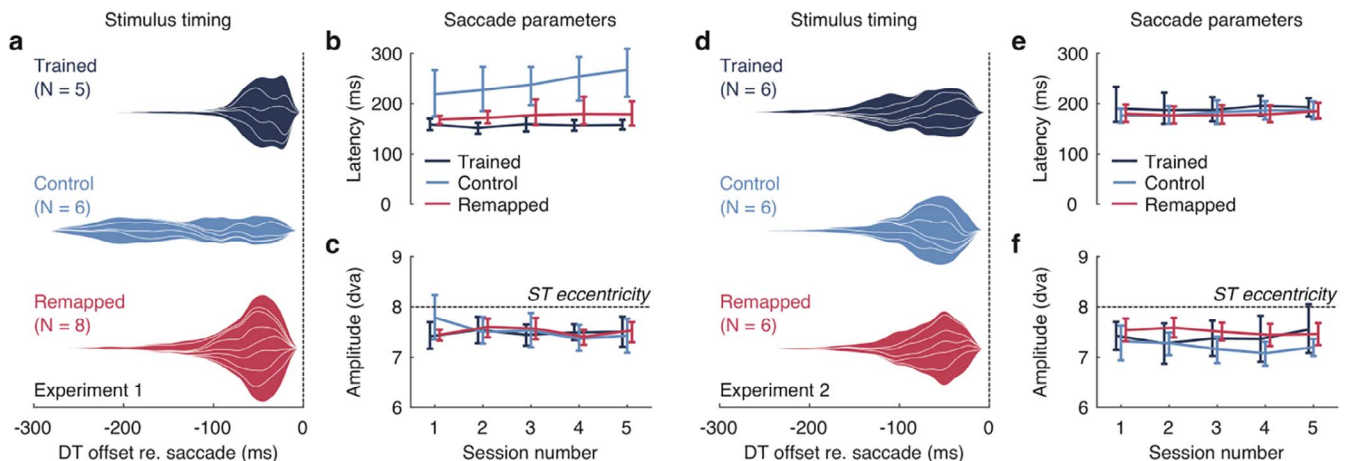 Stimulus timing
a
Trained
(N = 5)
Control
(N = 6)
Remapped
(N = 8)
Experiment 1
-300
-200
-100
0
DT offset re. saccade (ms)
Saccade parameters
b
300
200
100
0
Latency (ms)
Trained
Control
Remapped
c
9
8
7
6
Amplitude (dva)
ST eccentricity
1 2 3 4 5
Session number
Stimulus timing
d
Trained
(N = 6)
Control
(N = 6)
Remapped
(N = 6)
Experiment 2
-300
-200
-100
0
DT offset re. saccade (ms)
Saccade parameters
e
300
200
100
0
Latency (ms)
Trained
Control
Remapped
f
9
8
7
6
Amplitude (dva)
ST eccentricity
1 2 3 4 5
Session number